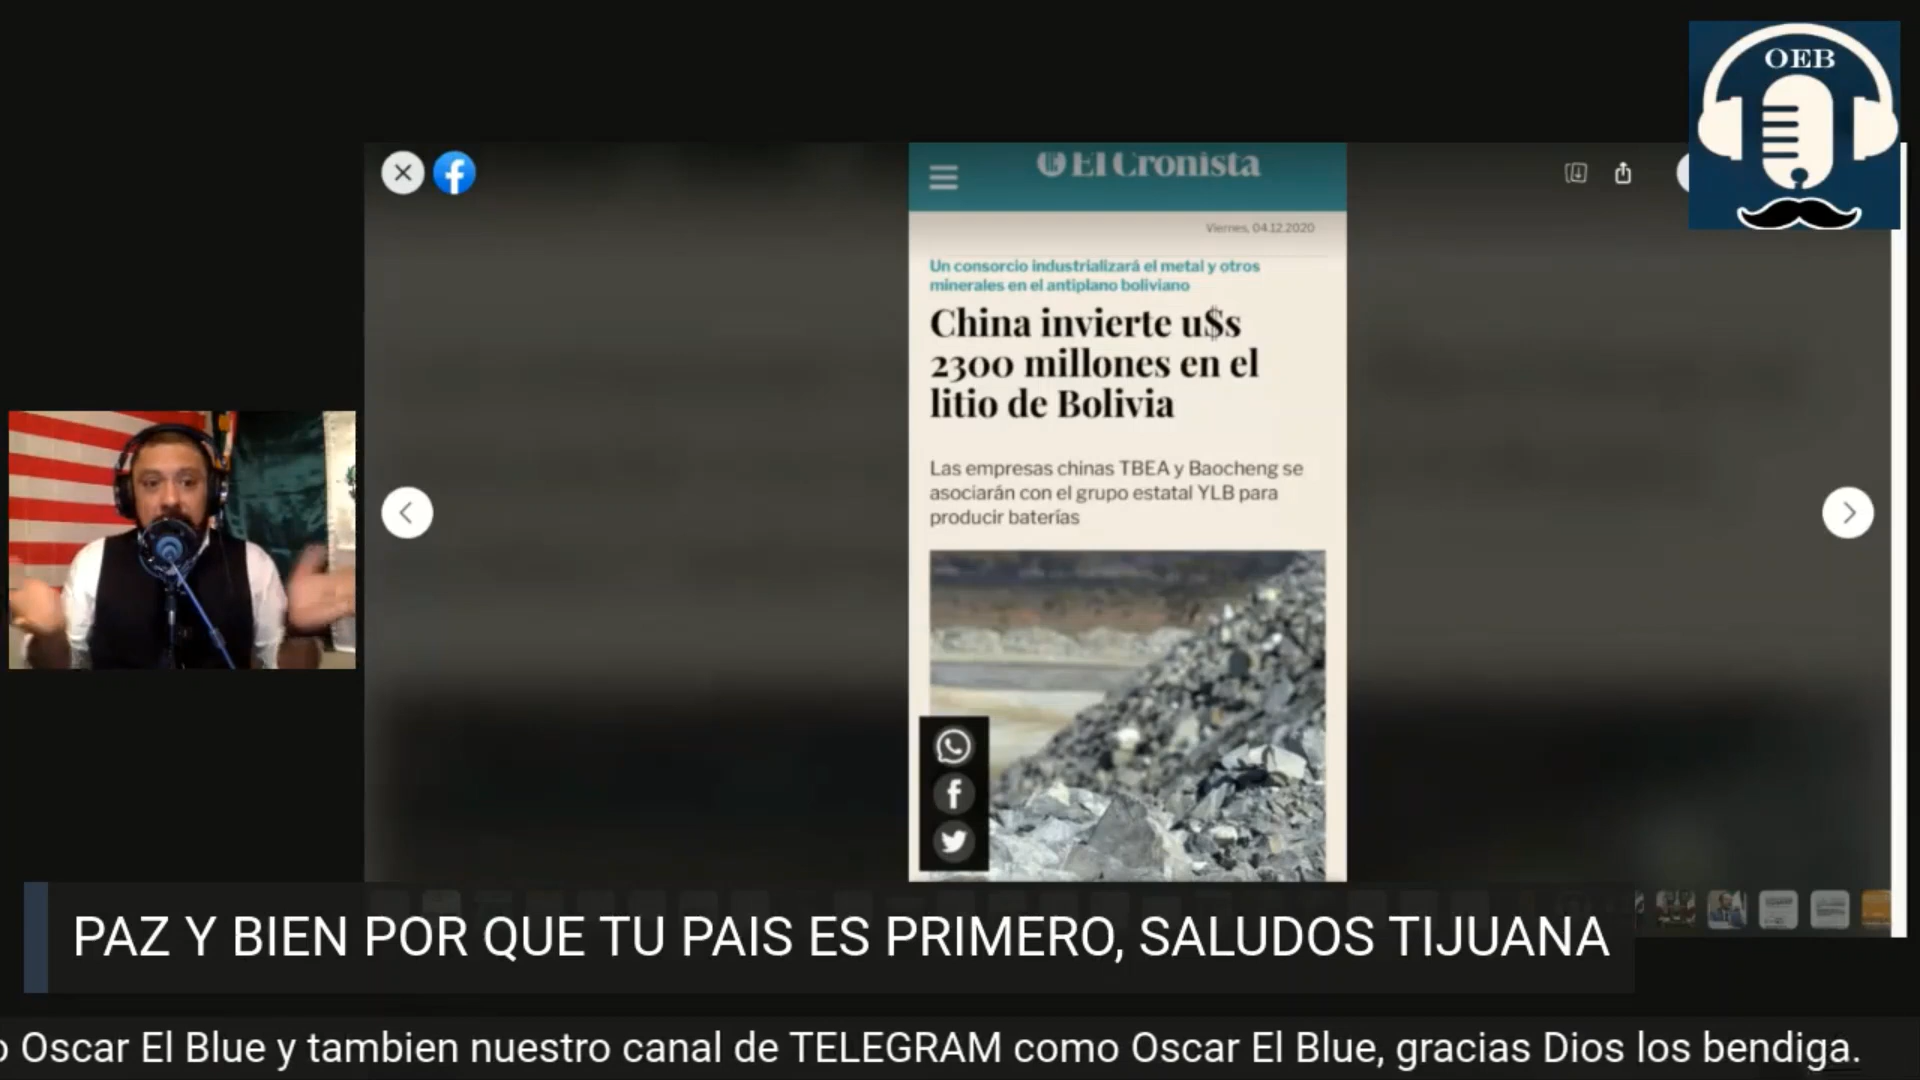 OEB
El Cronista
Viernes, 04.12.2020
Un consorcio industrializará el metal y otros
minerales en el antiplano boliviano
China invierte u$s
2300 millones en el
litio de Bolivia
Las empresas chinas TBEA y Baocheng se
asociarán con el grupo estatal YLB para
producir baterías
PAZ Y BIEN POR QUE TU PAIS ES PRIMERO, SALUDOS TIJUANA
o Oscar El Blue y tambien nuestro canal de TELEGRAM como Oscar El Blue, gracias Dios los bendiga.